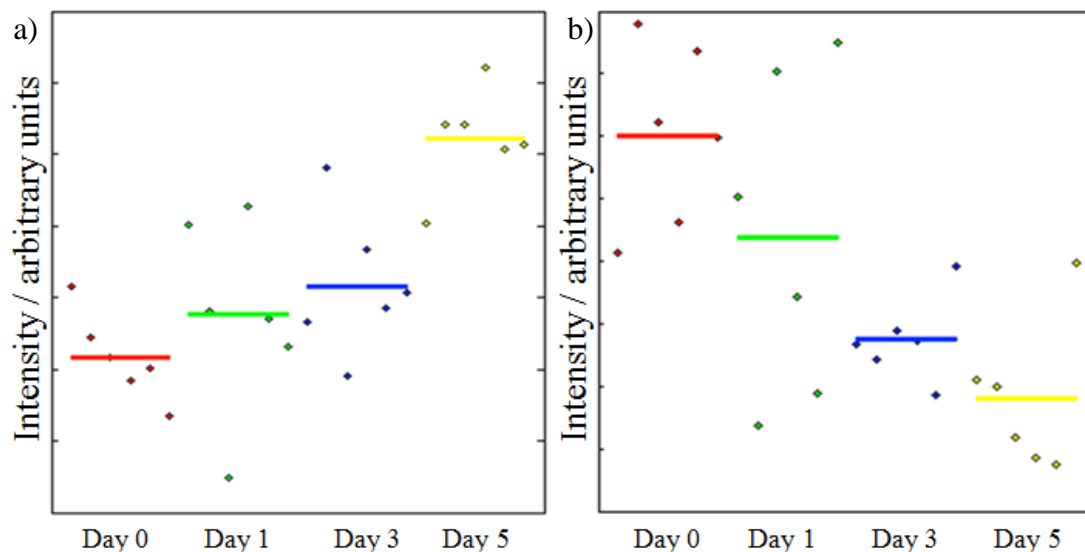 a)
Intensity / arbitrary units
Day 0 Day 1 Day 3 Day 5
b)
Intensity / arbitrary units
Day 0 Day 1 Day 3 Day 5